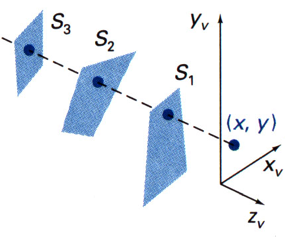 S₃
S₂
S₁
yᵥ
(x, y)
xᵥ
zᵥ